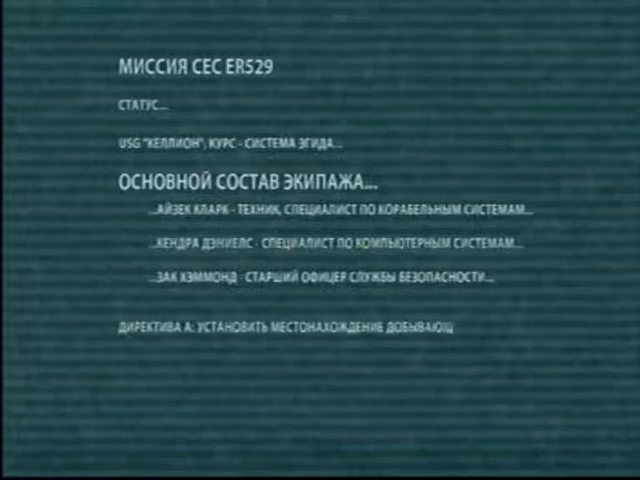 МИССИЯ СЕС ER529
СТАТУС...
USG "КЕЛЛИОН", КУРС - СИСТЕМА ЭГИДА...
ОСНОВНОЙ СОСТАВ ЭКИПАЖА...
...АЙЗЕК КЛАРК - ТЕХНИК, СПЕЦИАЛИСТ ПО КОРАБЕЛЬНЫМ СИСТЕМАМ...
...КЕНДРА ДЭНИЕЛС - СПЕЦИАЛИСТ ПО КОМПЬЮТЕРНЫМ СИСТЕМАМ...
...ЗАК ХЭММОНД - СТАРШИЙ ОФИЦЕР СЛУЖБЫ БЕЗОПАСНОСТИ...
ДИРЕКТИВА А: УСТАНОВИТЬ МЕСТОНАХОЖДЕНИЕ ДОБЫВАЮЩ